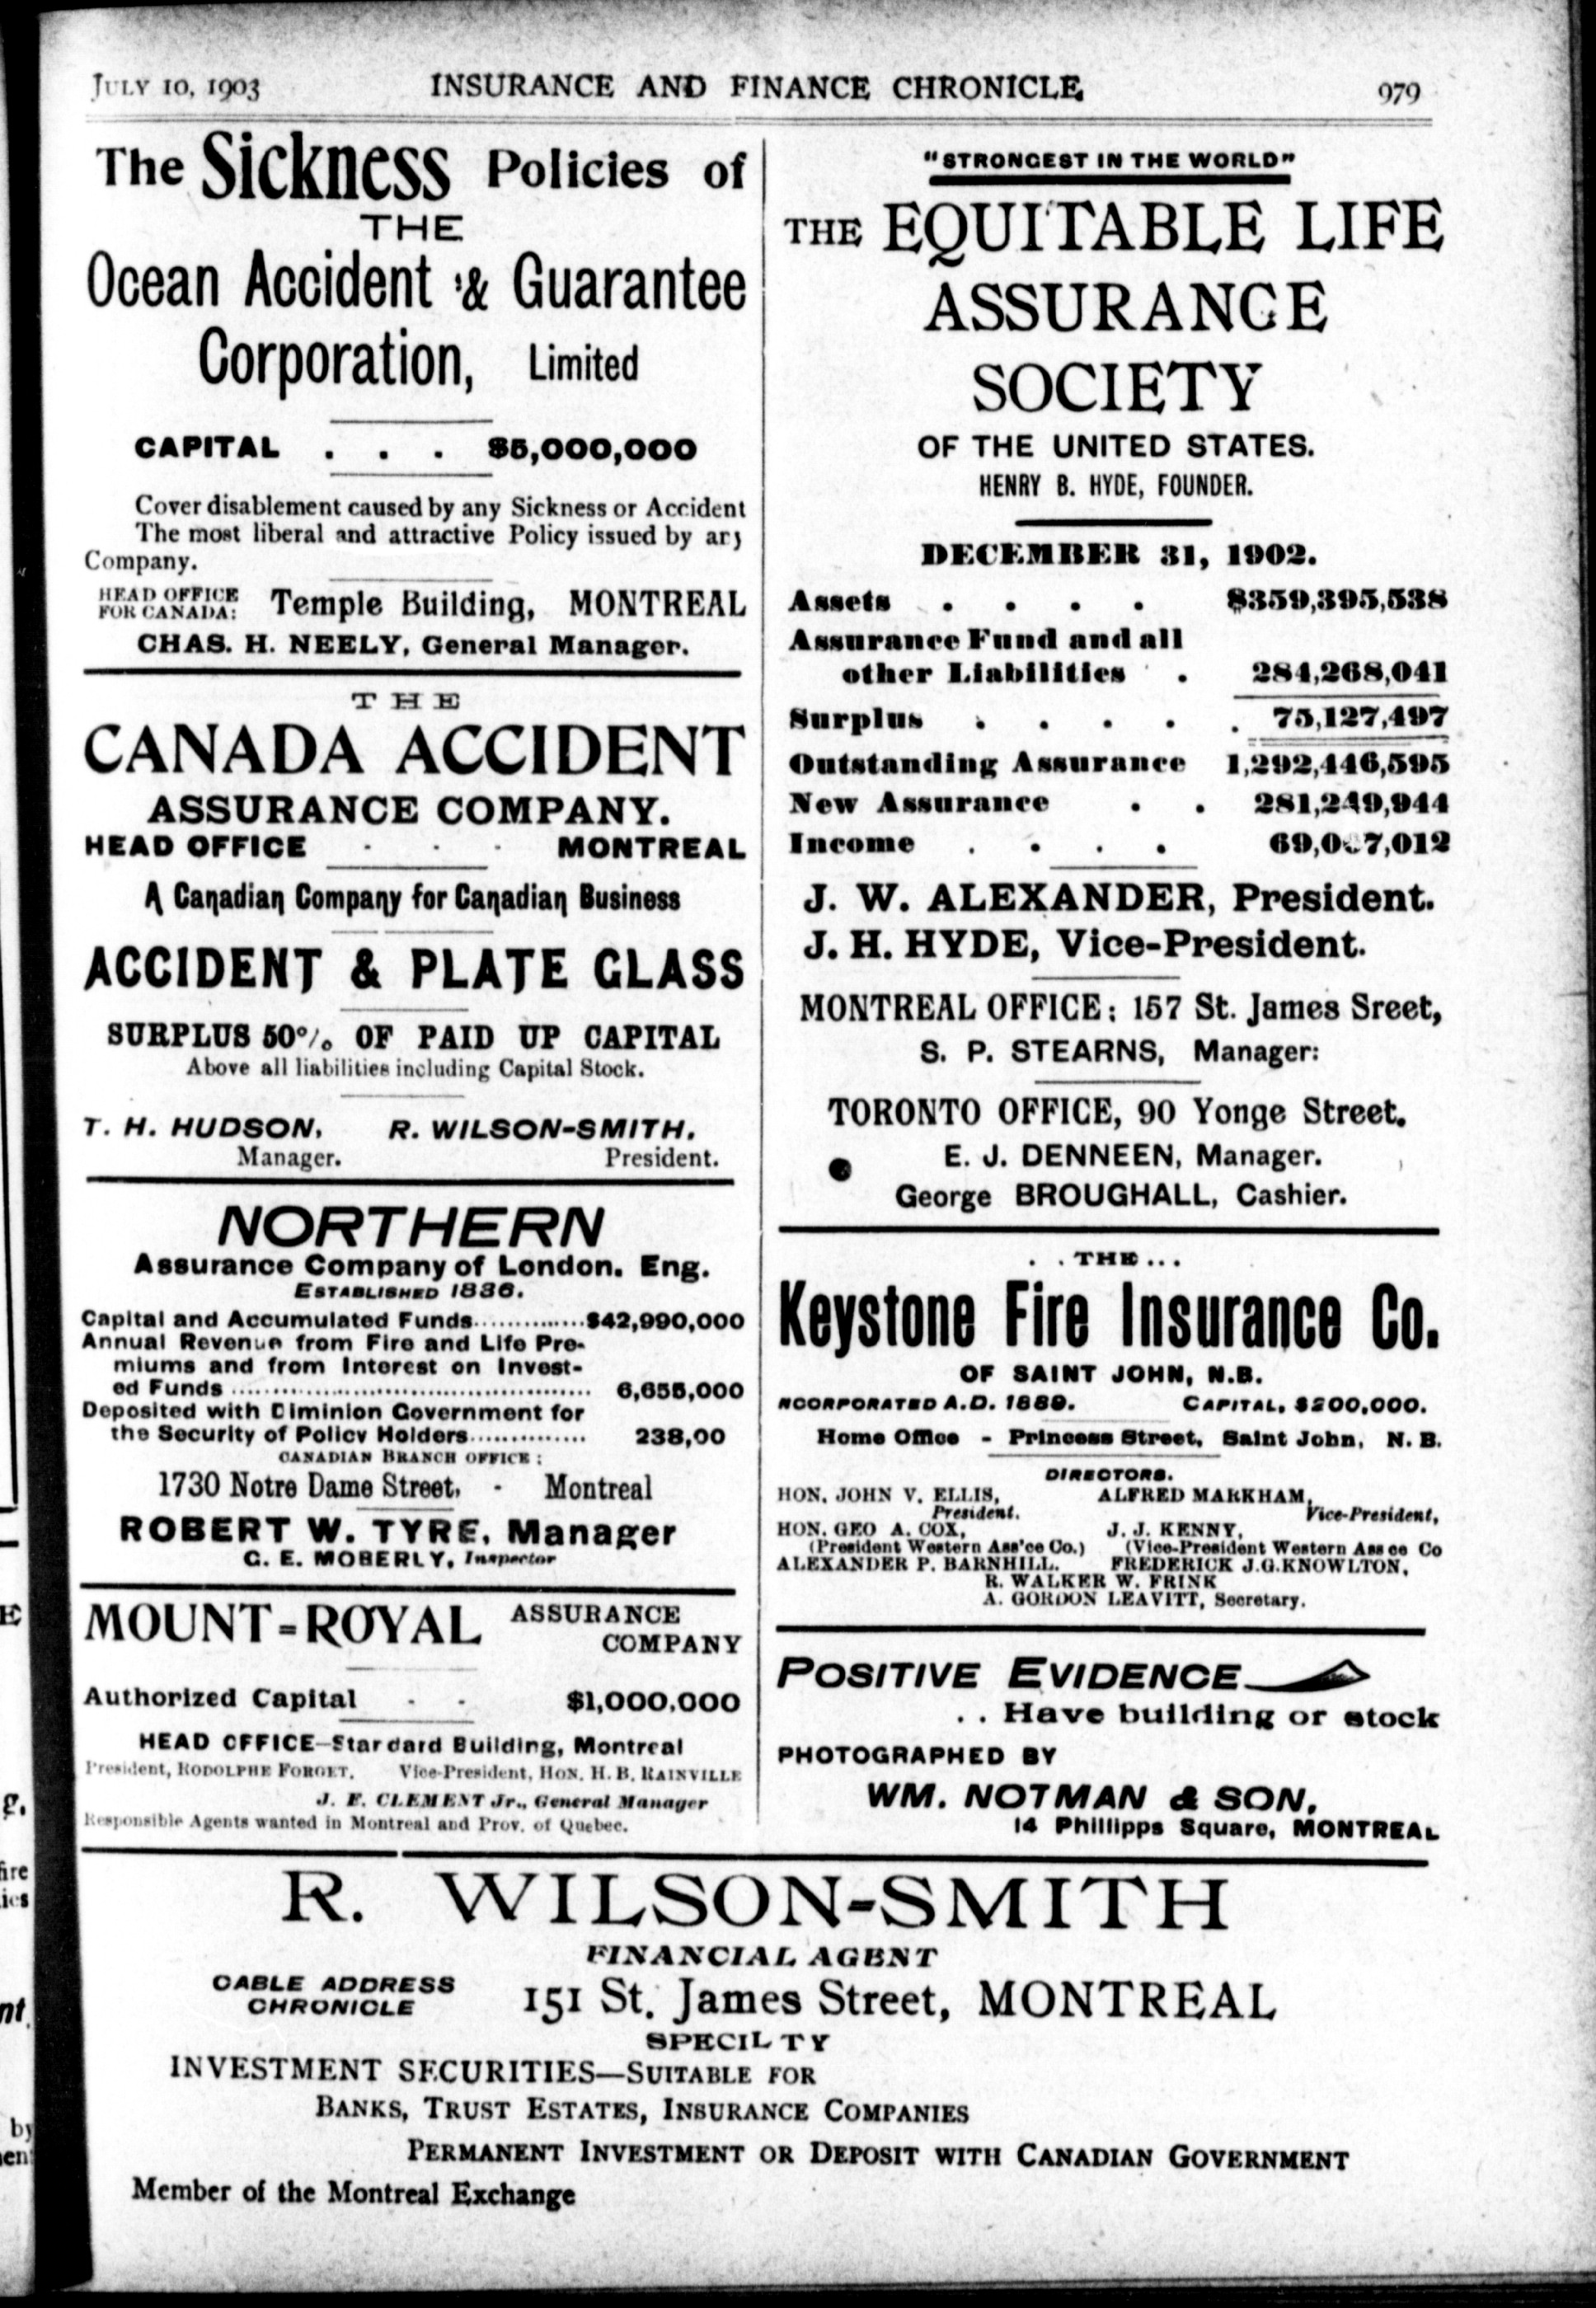 JULY 10, 1903 INSURANCE AND FINANCE CHRONICLE 979
The Sickness Policies of
THE
Ocean Accident & Guarantee
Corporation, Limited
CAPITAL . . . $5,000,000
Cover disablement caused by any Sickness or Accident
The most liberal and attractive Policy issued by any
Company.
HEAD OFFICE
FOR CANADA: Temple Building, MONTREAL
CHAS. H. NEELY, General Manager.
THE
CANADA ACCIDENT
ASSURANCE COMPANY.
HEAD OFFICE - - - MONTREAL
A Canadian Company for Canadian Business
ACCIDENT & PLATE GLASS
SURPLUS 50% OF PAID UP CAPITAL
Above all liabilities including Capital Stock.
T. H. HUDSON, R. WILSON-SMITH.
Manager. President.
NORTHERN
Assurance Company of London. Eng.
ESTABLISHED 1836.
Capital and Accumulated Funds..............$42,990,000
Annual Revenue from Fire and Life Pre-
miums and from Interest on Invest-
ed Funds ........................................ 6,655,000
Deposited with Diminion Government for
the Security of Policy Holders.............. 238,00
CANADIAN BRANCH OFFICE :
1730 Notre Dame Street, - Montreal
ROBERT W. TYRE, Manager
C. E. MOBERLY, Inspector
MOUNT-ROYAL ASSURANCE
COMPANY
Authorized Capital - - $1,000,000
HEAD OFFICE-Standard Building, Montreal
President, RODOLPHE FORGET. Vice-President, HON. H. B. RAINVILLE
J. E. CLEMENT Jr., General Manager
Responsible Agents wanted in Montreal and Prov. of Quebec.
"STRONGEST IN THE WORLD"
THE EQUITABLE LIFE
ASSURANCE
SOCIETY
OF THE UNITED STATES.
HENRY B. HYDE, FOUNDER.
DECEMBER 31, 1902.
Assets . . . . $359,395,538
Assurance Fund and all
other Liabilities . 284,268,041
Surplus . . . . . 75,127,497
Outstanding Assurance 1,292,446,595
New Assurance . . 281,249,944
Income . . . .
J. W. ALEXANDER, President.
J. H. HYDE, Vice-President.
MONTREAL OFFICE: 157 St. James Sreet,
S. P. STEARNS, Manager:
TORONTO OFFICE, 90 Yonge Street.
E. J. DENNEEN, Manager.
George BROUGHALL, Cashier.
. . THE...
Keystone Fire Insurance Co.
OF SAINT JOHN, N.B.
NCORPORATED A.D. 1889. CAPITAL, $200,000.
Home Office - Princess Street, Saint John, N. B.
DIRECTORS.
HON. JOHN V. ELLIS, ALFRED MARKHAM,
President. Vice-President,
HON. GEO A. COX, J. J. KENNY,
(President Western Ass'ce Co.) (Vice-President Western Ass ce Co
ALEXANDER P. BARNHILL. FREDERICK J.G.KNOWLTON,
R. WALKER W. FRINK
A. GORDON LEAVITT, Secretary.
POSITIVE EVIDENCE
. . Have building or stock
PHOTOGRAPHED BY
WM. NOTMAN & SON,
14 Phillipps Square, MONTREAL
R. WILSON-SMITH
FINANCIAL AGENT
CABLE ADDRESS
CHRONICLE 151 St. James Street, MONTREAL
SPECILTY
INVESTMENT SECURITIES—SUITABLE FOR
BANKS, TRUST ESTATES, INSURANCE COMPANIES
PERMANENT INVESTMENT OR DEPOSIT WITH CANADIAN GOVERNMENT
Member of the Montreal Exchange